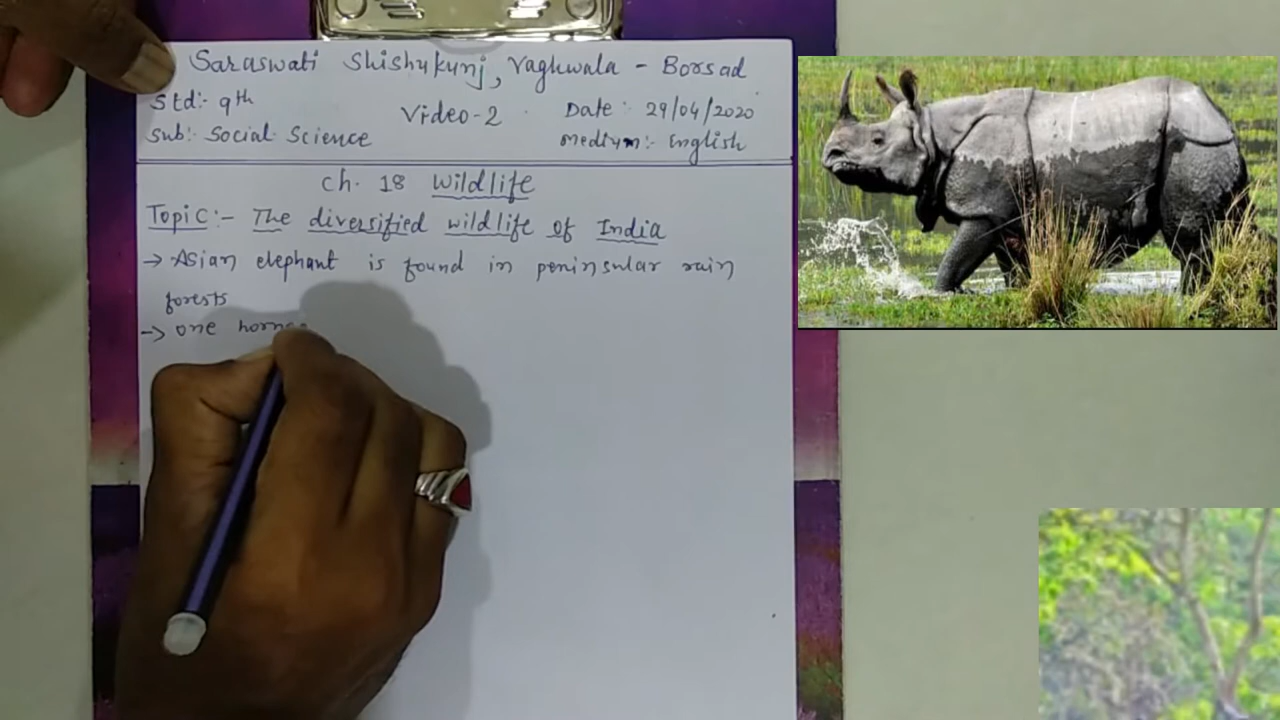 Saraswati Shishukunj, Vaghwala - Borsad
Std:- 9th
Video-2
Date: 29/04/2020
Sub: Social Science
Medium:- English
Ch. 18 Wildlife
Topic:- The diversified wildlife of India
→ Asian elephant is found in peninsular rain
forests
→ one horne